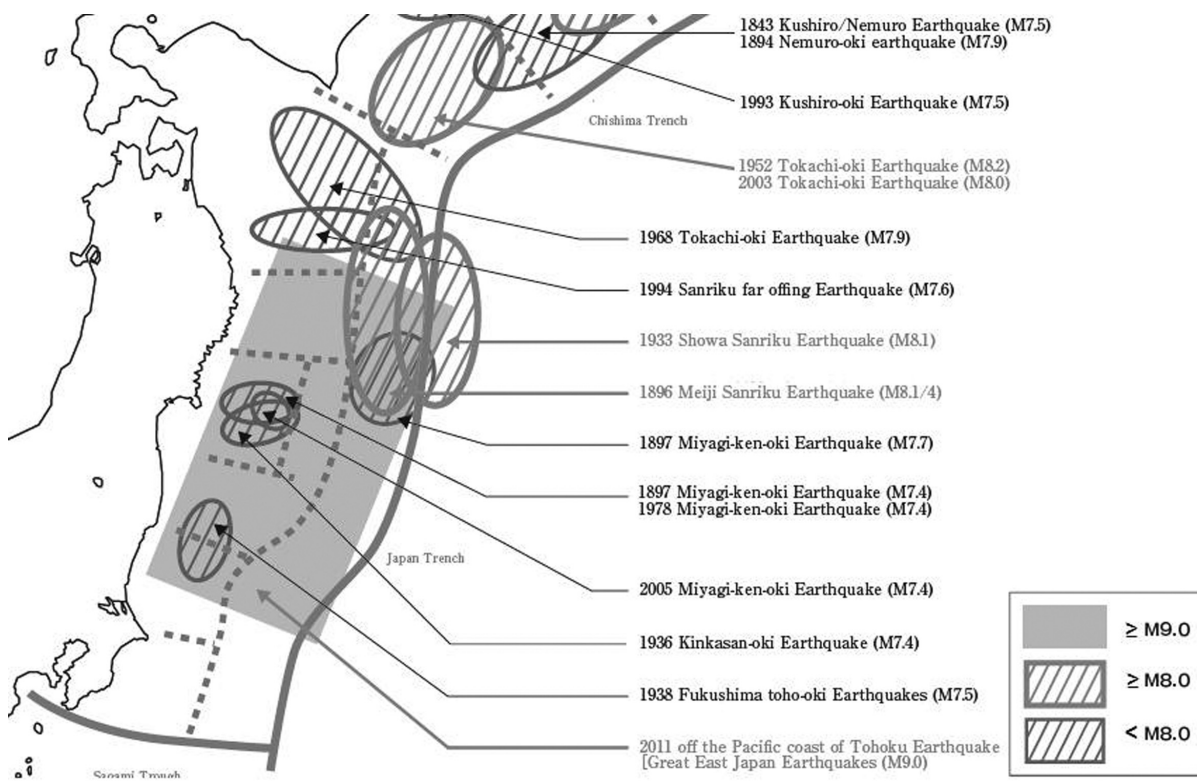 1843 Kushiro/Nemuro Earthquake (M7.5)
1894 Nemuro-oki earthquake (M7.9)
1993 Kushiro-oki Earthquake (M7.5)
Chishima Trench
1952 Tokachi-oki Earthquake (M8.2)
2003 Tokachi-oki Earthquake (M8.0)
1968 Tokachi-oki Earthquake (M7.9)
1994 Sanriku far offing Earthquake (M7.6)
1933 Showa Sanriku Earthquake (M8.1)
1896 Meiji Sanriku Earthquake (M8.1/4)
1897 Miyagi-ken-oki Earthquake (M7.7)
1897 Miyagi-ken-oki Earthquake (M7.4)
1978 Miyagi-ken-oki Earthquake (M7.4)
Japan Trench
2005 Miyagi-ken-oki Earthquake (M7.4)
1936 Kinkasan-oki Earthquake (M7.4)
1938 Fukushima toho-oki Earthquakes (M7.5)
2011 off the Pacific coast of Tohoku Earthquake
[Great East Japan Earthquakes (M9.0)
Sagami Trough
≥ M9.0
≥ M8.0
< M8.0